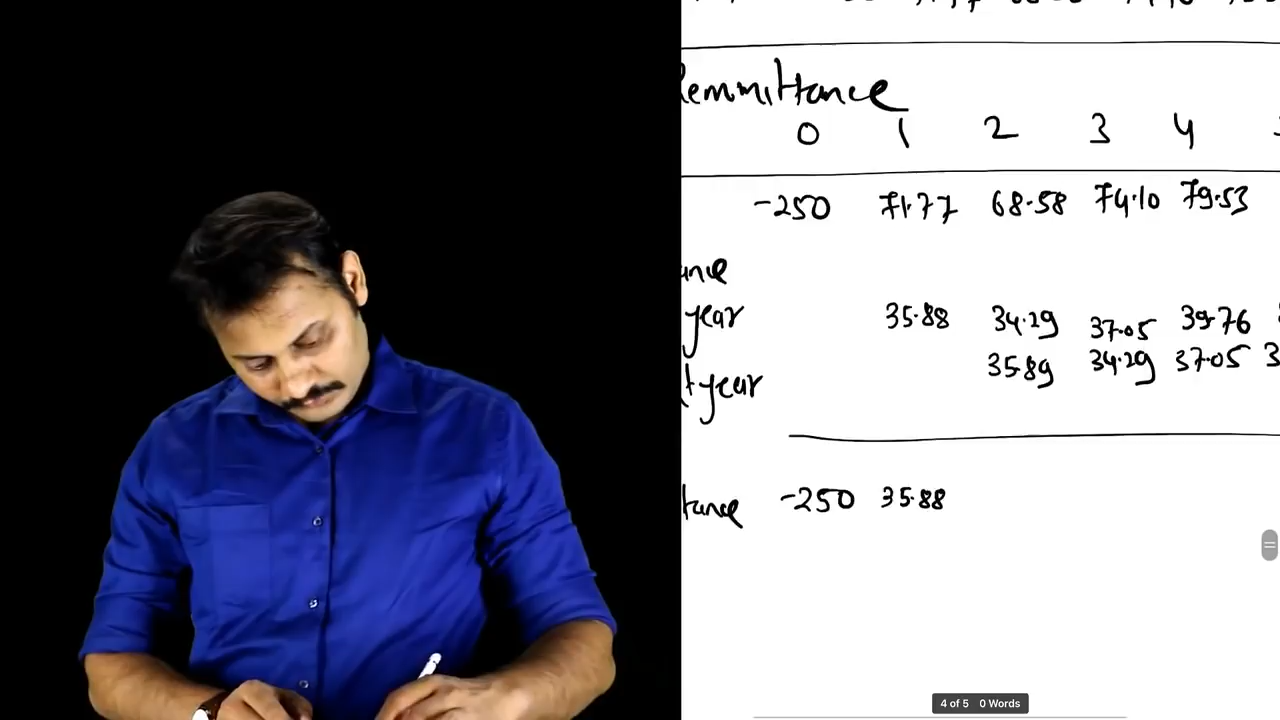 Remmittance
0 1 2 3 4
-250 71.77 68.58 74.10 79.53
ance
year 35.88 34.29 37.05 39.76
35.89 34.29 37.05 3
t year
tance -250 35.88
4 of 5 0 Words